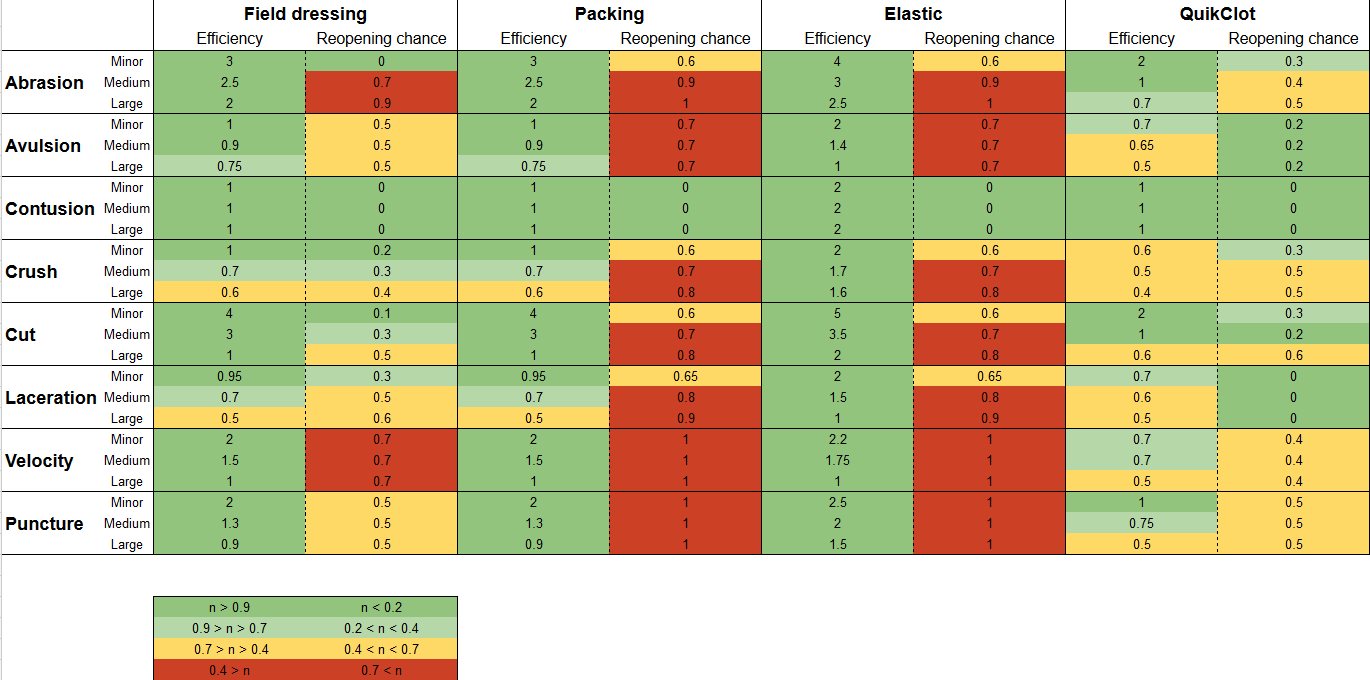 Field dressing Packing Elastic QuikClot
Efficiency Reopening chance Efficiency Reopening chance Efficiency Reopening chance Efficiency Reopening chance
Minor 3 0 3 0.6 4 0.6 2 0.3
Abrasion Medium 2.5 0.7 2.5 0.9 3 0.9 1 0.4
Large 2 0.9 2 1 2.5 1 0.7 0.5
Minor 1 0.5 1 0.7 2 0.7 0.7 0.2
Avulsion Medium 0.9 0.5 0.9 0.7 1.4 0.7 0.65 0.2
Large 0.75 0.5 0.75 0.7 1 0.7 0.5 0.2
Minor 1 0 1 0 2 0 1 0
Contusion Medium 1 0 1 0 2 0 1 0
Large 1 0 1 0 2 0 1 0
Minor 1 0.2 1 0.6 2 0.6 0.6 0.3
Crush Medium 0.7 0.3 0.7 0.7 1.7 0.7 0.5 0.5
Large 0.6 0.4 0.6 0.8 1.6 0.8 0.4 0.5
Minor 4 0.1 4 0.6 5 0.6 2 0.3
Cut Medium 3 0.3 3 0.7 3.5 0.7 1 0.2
Large 1 0.5 1 0.8 2 0.8 0.6 0.6
Minor 0.95 0.3 0.95 0.65 2 0.65 0.7 0
Laceration Medium 0.7 0.5 0.7 0.8 1.5 0.8 0.6 0
Large 0.5 0.6 0.5 0.9 1 0.9 0.5 0
Minor 2 0.7 2 1 2.2 1 0.7 0.4
Velocity Medium 1.5 0.7 1.5 1 1.75 1 0.7 0.4
Large 1 0.7 1 1 1 1 0.5 0.4
Minor 2 0.5 2 1 2.5 1 1 0.5
Puncture Medium 1.3 0.5 1.3 1 2 1 0.75 0.5
Large 0.9 0.5 0.9 1 1.5 1 0.5 0.5
n > 0.9 n < 0.2
0.9 > n > 0.7 0.2 < n < 0.4
0.7 > n > 0.4 0.4 < n < 0.7
0.4 > n 0.7 < n